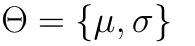 Θ = {μ, σ}